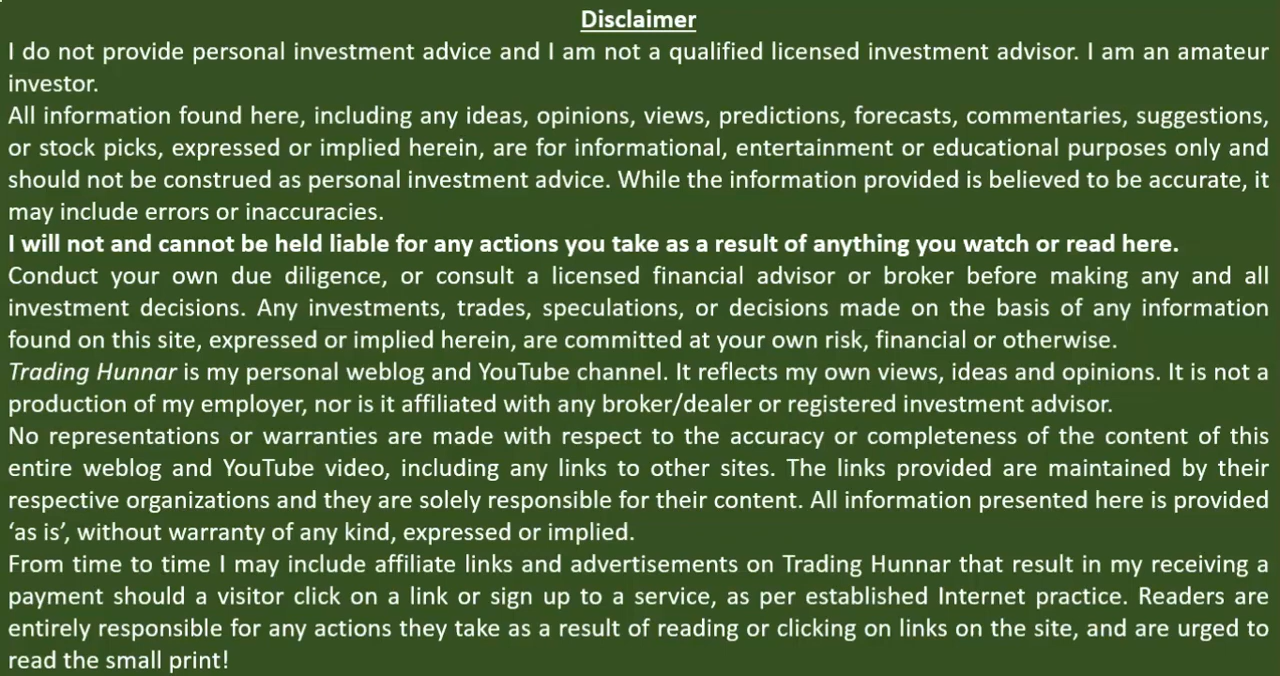 Disclaimer
I do not provide personal investment advice and I am not a qualified licensed investment advisor. I am an amateur
investor.
All information found here, including any ideas, opinions, views, predictions, forecasts, commentaries, suggestions,
or stock picks, expressed or implied herein, are for informational, entertainment or educational purposes only and
should not be construed as personal investment advice. While the information provided is believed to be accurate, it
may include errors or inaccuracies.
I will not and cannot be held liable for any actions you take as a result of anything you watch or read here.
Conduct your own due diligence, or consult a licensed financial advisor or broker before making any and all
investment decisions. Any investments, trades, speculations, or decisions made on the basis of any information
found on this site, expressed or implied herein, are committed at your own risk, financial or otherwise.
Trading Hunnar is my personal weblog and YouTube channel. It reflects my own views, ideas and opinions. It is not a
production of my employer, nor is it affiliated with any broker/dealer or registered investment advisor.
No representations or warranties are made with respect to the accuracy or completeness of the content of this
entire weblog and YouTube video, including any links to other sites. The links provided are maintained by their
respective organizations and they are solely responsible for their content. All information presented here is provided
‘as is’, without warranty of any kind, expressed or implied.
From time to time I may include affiliate links and advertisements on Trading Hunnar that result in my receiving a
payment should a visitor click on a link or sign up to a service, as per established Internet practice. Readers are
entirely responsible for any actions they take as a result of reading or clicking on links on the site, and are urged to
read the small print!